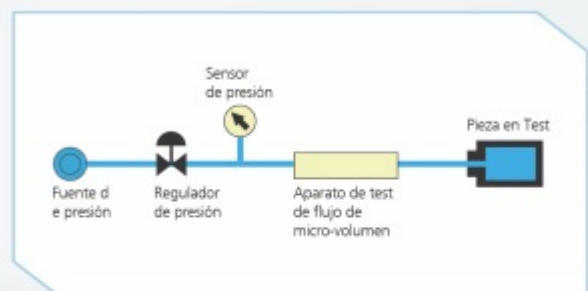 Sensor
de presión
Pieza en Test
Fuente d
e presión
Regulador
de presión
Aparato de test
de flujo de
micro-volumen